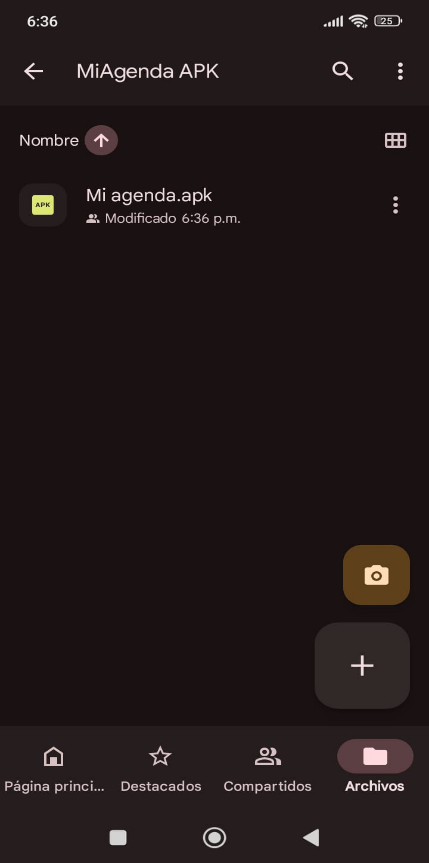 6:36
25
MiAgenda APK
Nombre
APK
Mi agenda.apk
Modificado 6:36 p.m.
Página princi...
Destacados
Compartidos
Archivos